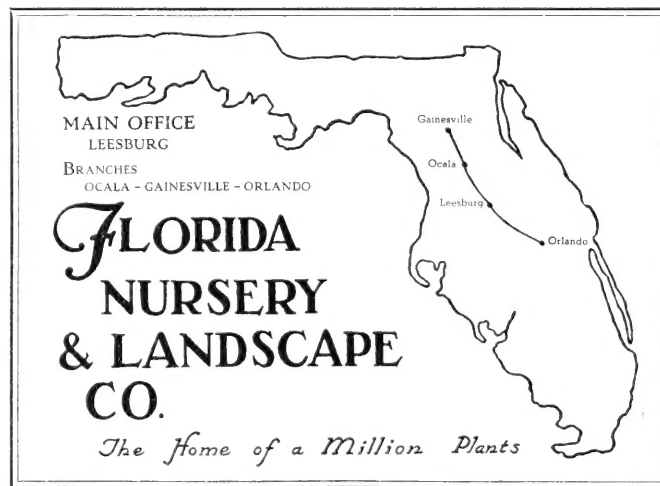 MAIN OFFICE
LEESBURG
BRANCHES
OCALA - GAINESVILLE - ORLANDO
FLORIDA
NURSERY
& LANDSCAPE
CO.
The Home of a Million Plants
Gainesville
Ocala
Leesburg
Orlando